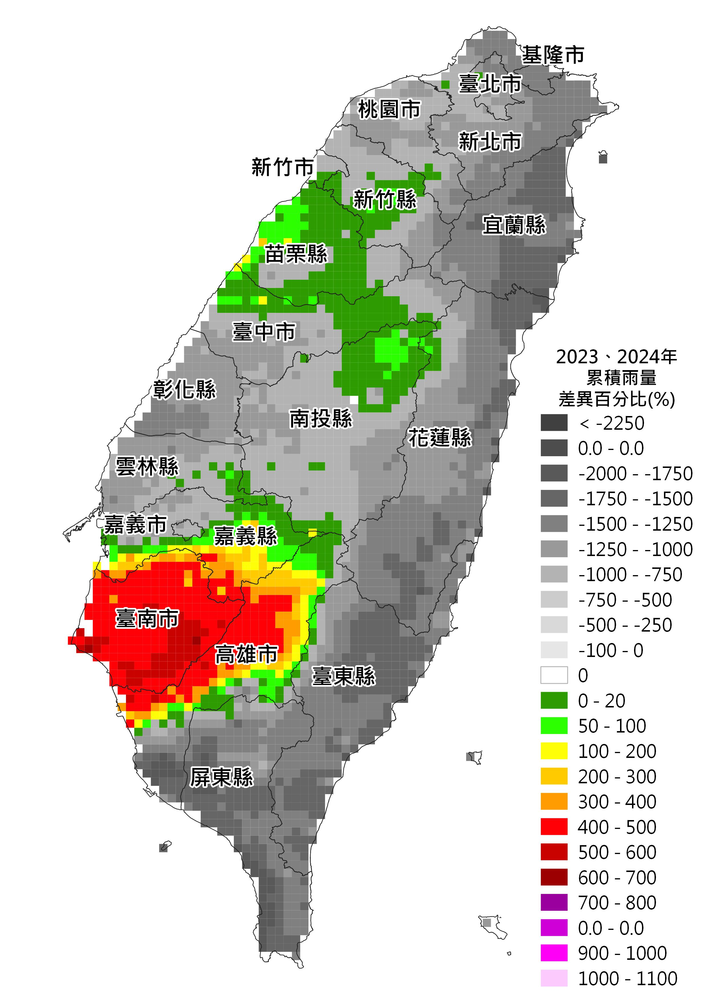 基隆市
臺北市
桃園市
新北市
新竹市
新竹縣
宜蘭縣
苗栗縣
臺中市
彰化縣
南投縣
花蓮縣
雲林縣
嘉義市
嘉義縣
臺南市
高雄市
臺東縣
屏東縣
2023、2024年
累積雨量
差異百分比(%)
< -2250
0.0 - 0.0
-2000 - -1750
-1750 - -1500
-1500 - -1250
-1250 - -1000
-1000 - -750
-750 - -500
-500 - -250
-100 - 0
0
0 - 20
50 - 100
100 - 200
200 - 300
300 - 400
400 - 500
500 - 600
600 - 700
700 - 800
0.0 - 0.0
900 - 1000
1000 - 1100